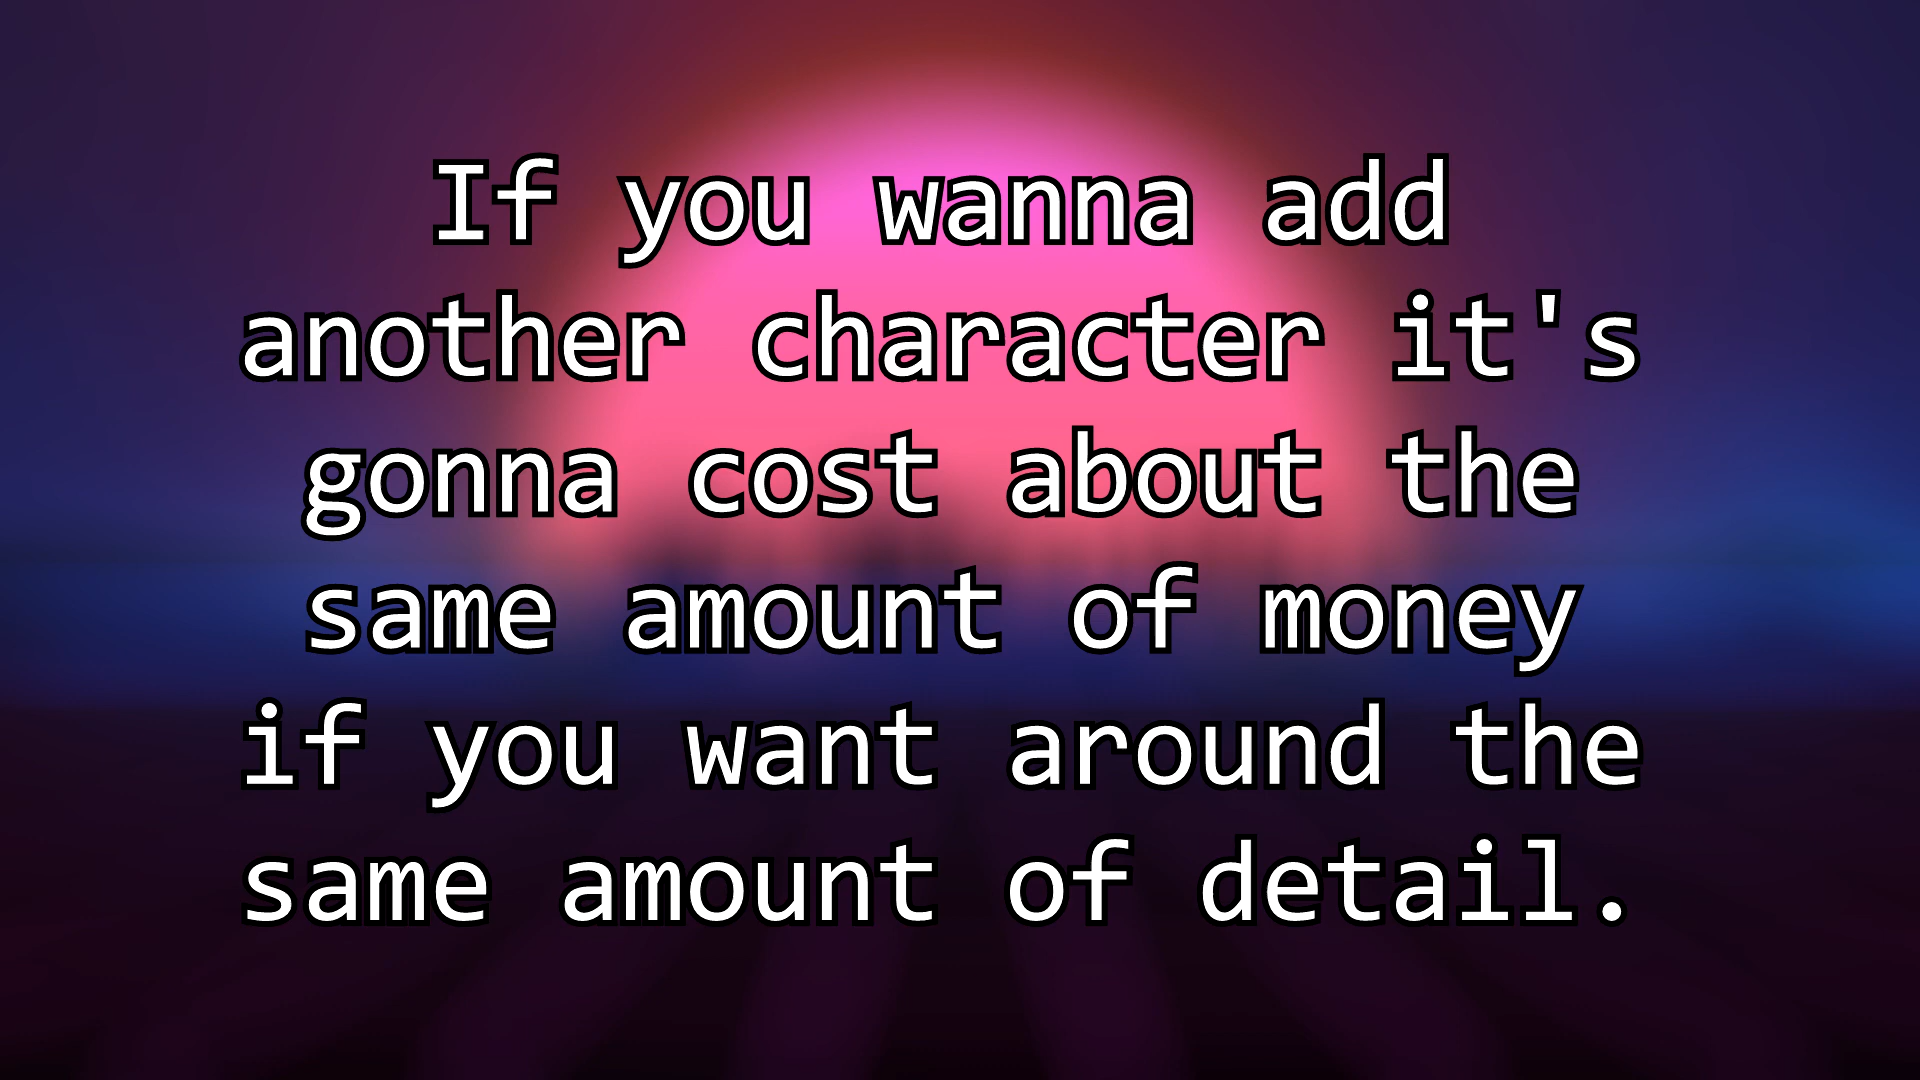 If you wanna add
another character it's
gonna cost about the
same amount of money
if you want around the
same amount of detail.